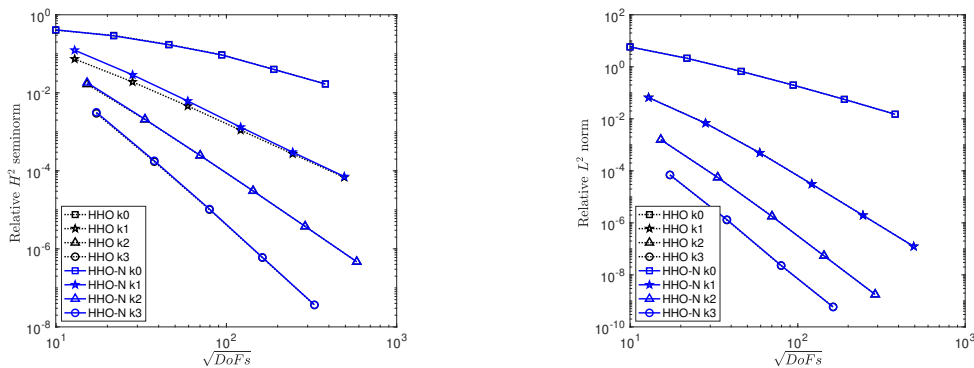 10^0
10^-2
10^-4
10^-6
10^-8
Relative H^2 seminorm
HHO k0
HHO k1
HHO k2
HHO k3
HHO-N k0
HHO-N k1
HHO-N k2
HHO-N k3
10^1
10^2
10^3
√DoFs
10^2
10^0
10^-2
10^-4
10^-6
10^-8
10^-10
Relative L^2 norm
HHO k0
HHO k1
HHO k2
HHO k3
HHO-N k0
HHO-N k1
HHO-N k2
HHO-N k3
10^1
10^2
10^3
√DoFs